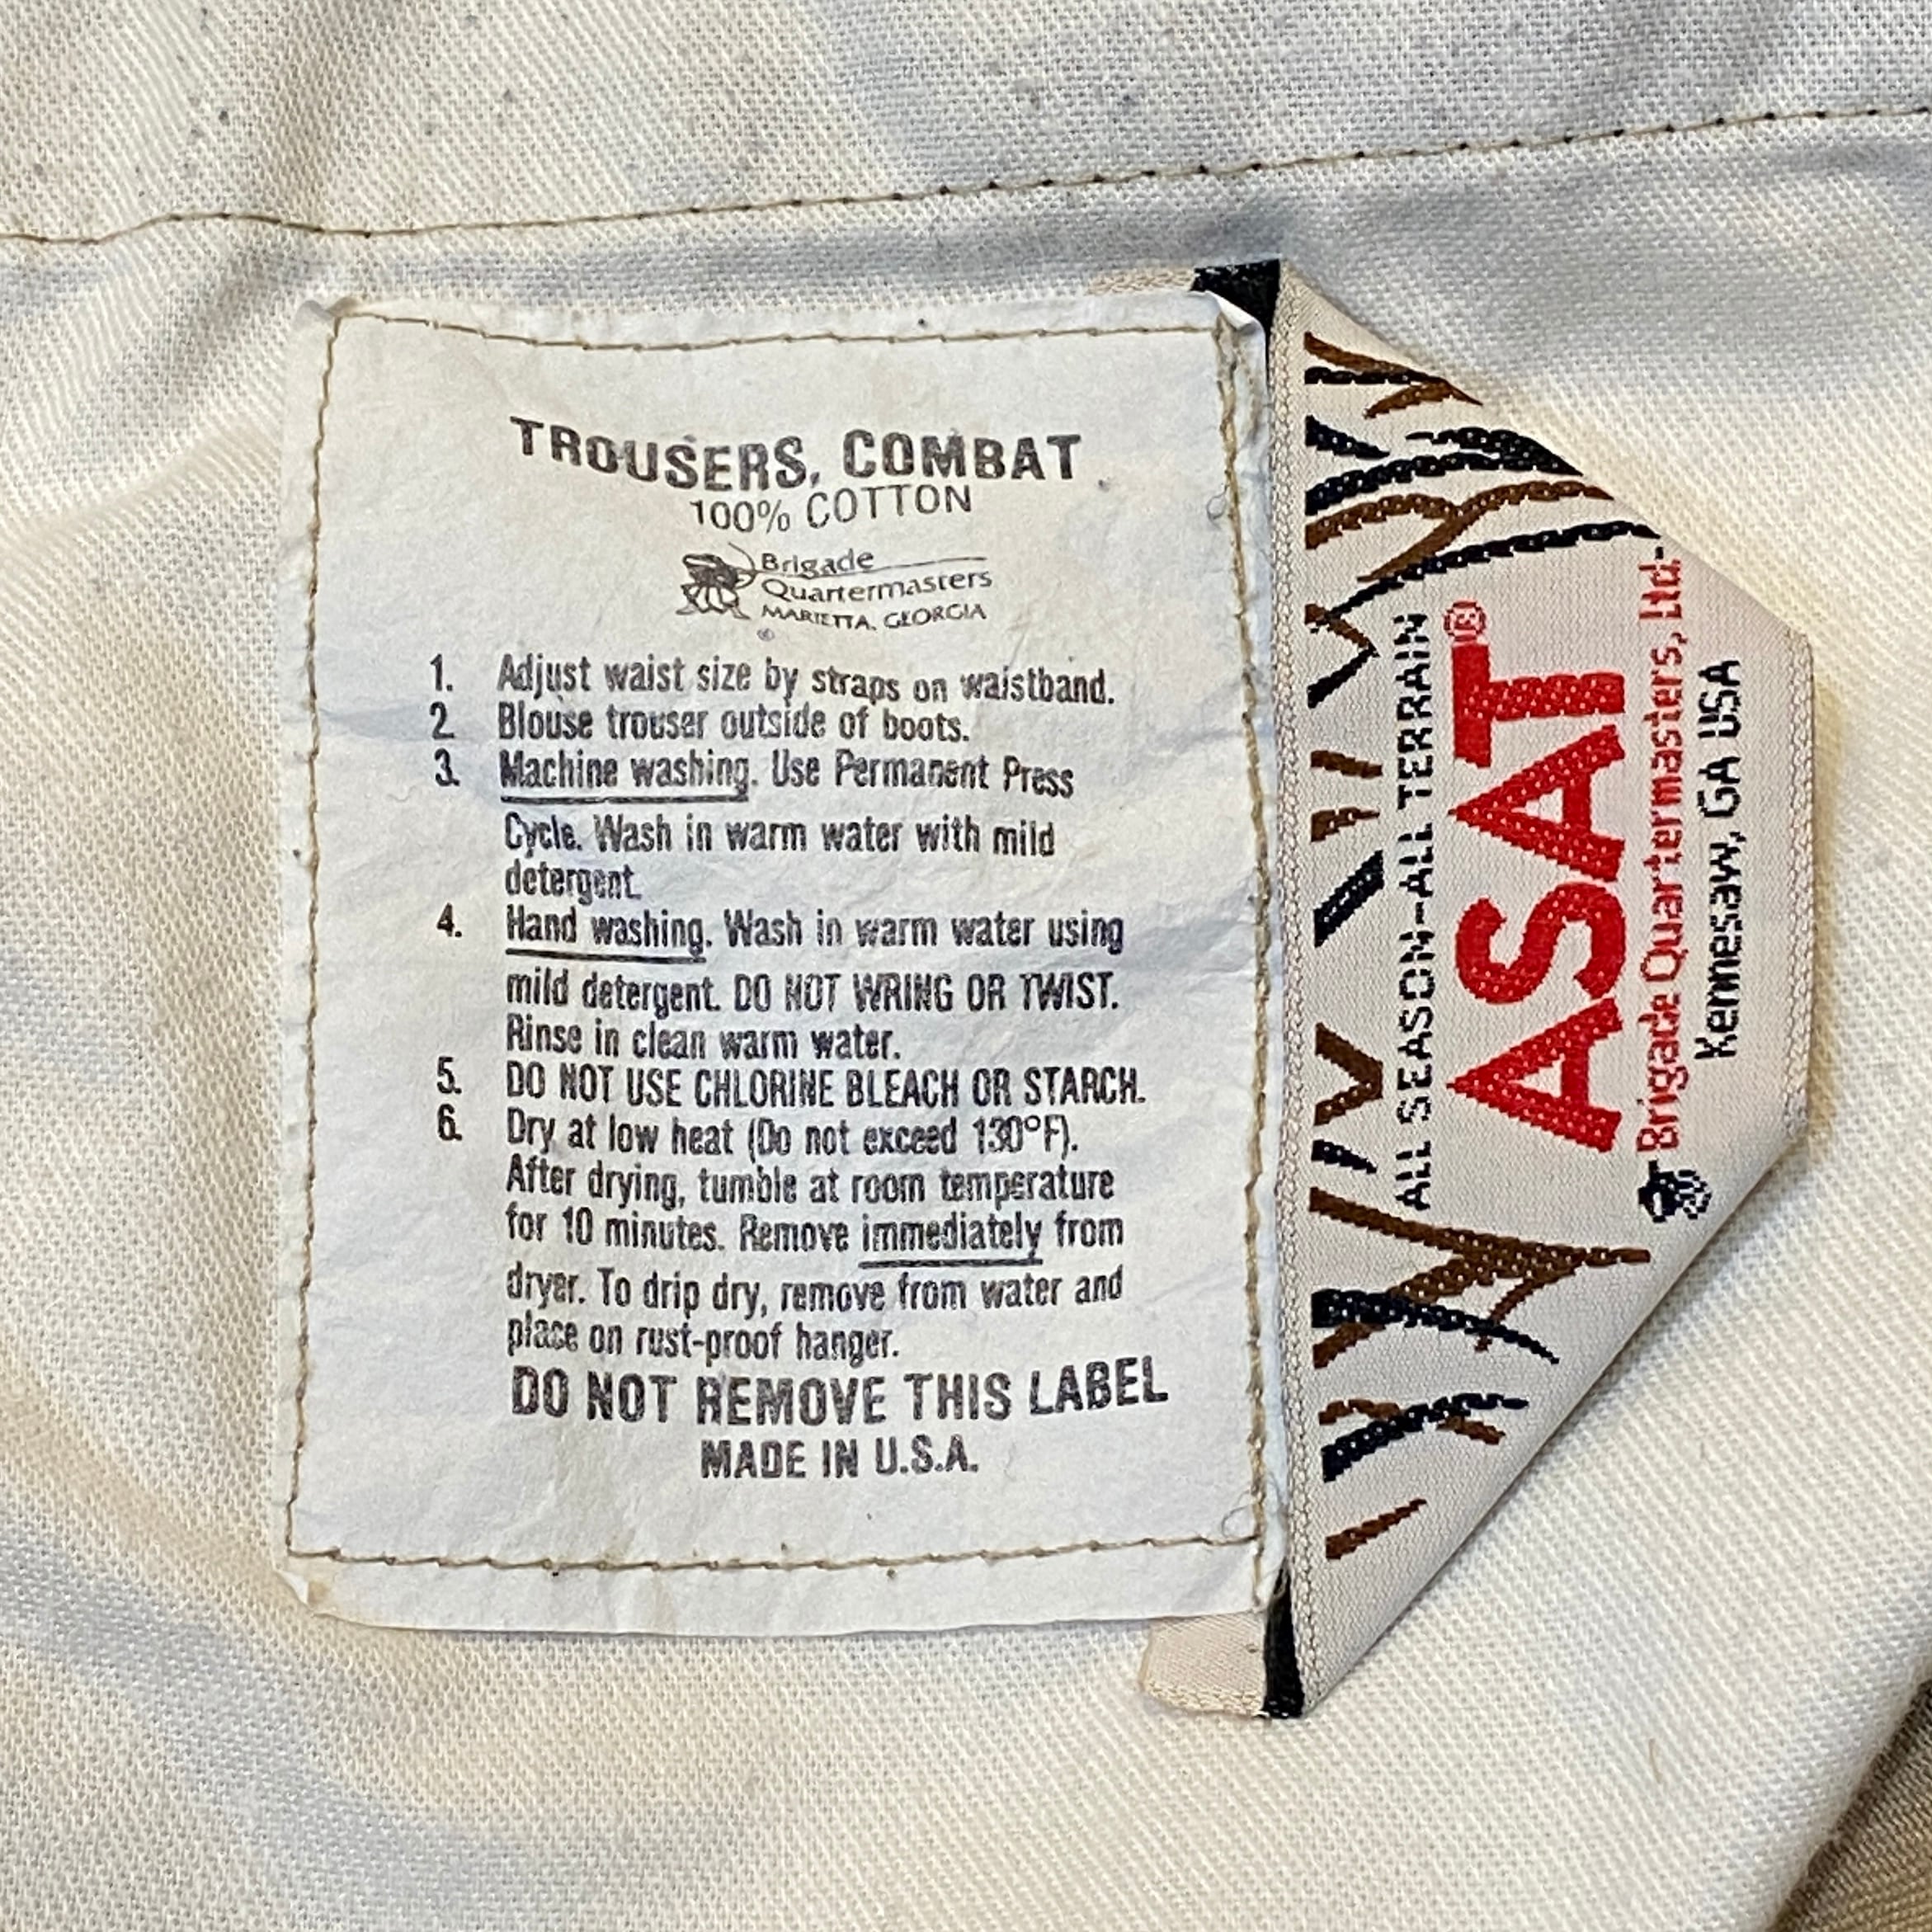 TROUSERS, COMBAT
100% COTTON
Brigade
Quartermasters
MARIETTA, GEORGIA
1. Adjust waist size by straps on waistband.
2. Blouse trouser outside of boots.
3. Machine washing. Use Permanent Press
Cycle. Wash in warm water with mild
detergent.
4. Hand washing. Wash in warm water using
mild detergent. DO NOT WRING OR TWIST.
Rinse in clean warm water.
5. DO NOT USE CHLORINE BLEACH OR STARCH.
6. Dry at low heat (Do not exceed 130°F).
After drying, tumble at room temperature
for 10 minutes. Remove immediately from
dryer. To drip dry, remove from water and
place on rust-proof hanger.
DO NOT REMOVE THIS LABEL
MADE IN U.S.A.
ALL SEASON-ALL TERRAIN
ASAT®
Brigade Quartermasters, Ltd.
Kennesaw, GA USA